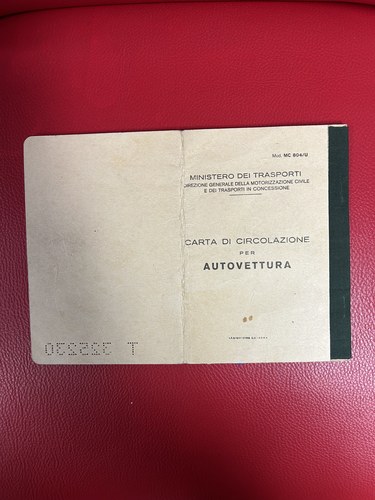 Mod. MC 804/U
MINISTERO DEI TRASPORTI
DIREZIONE GENERALE DELLA MOTORIZZAZIONE CIVILE
E DEI TRASPORTI IN CONCESSIONE
CARTA DI CIRCOLAZIONE
PER
AUTOVETTURA
T 325230